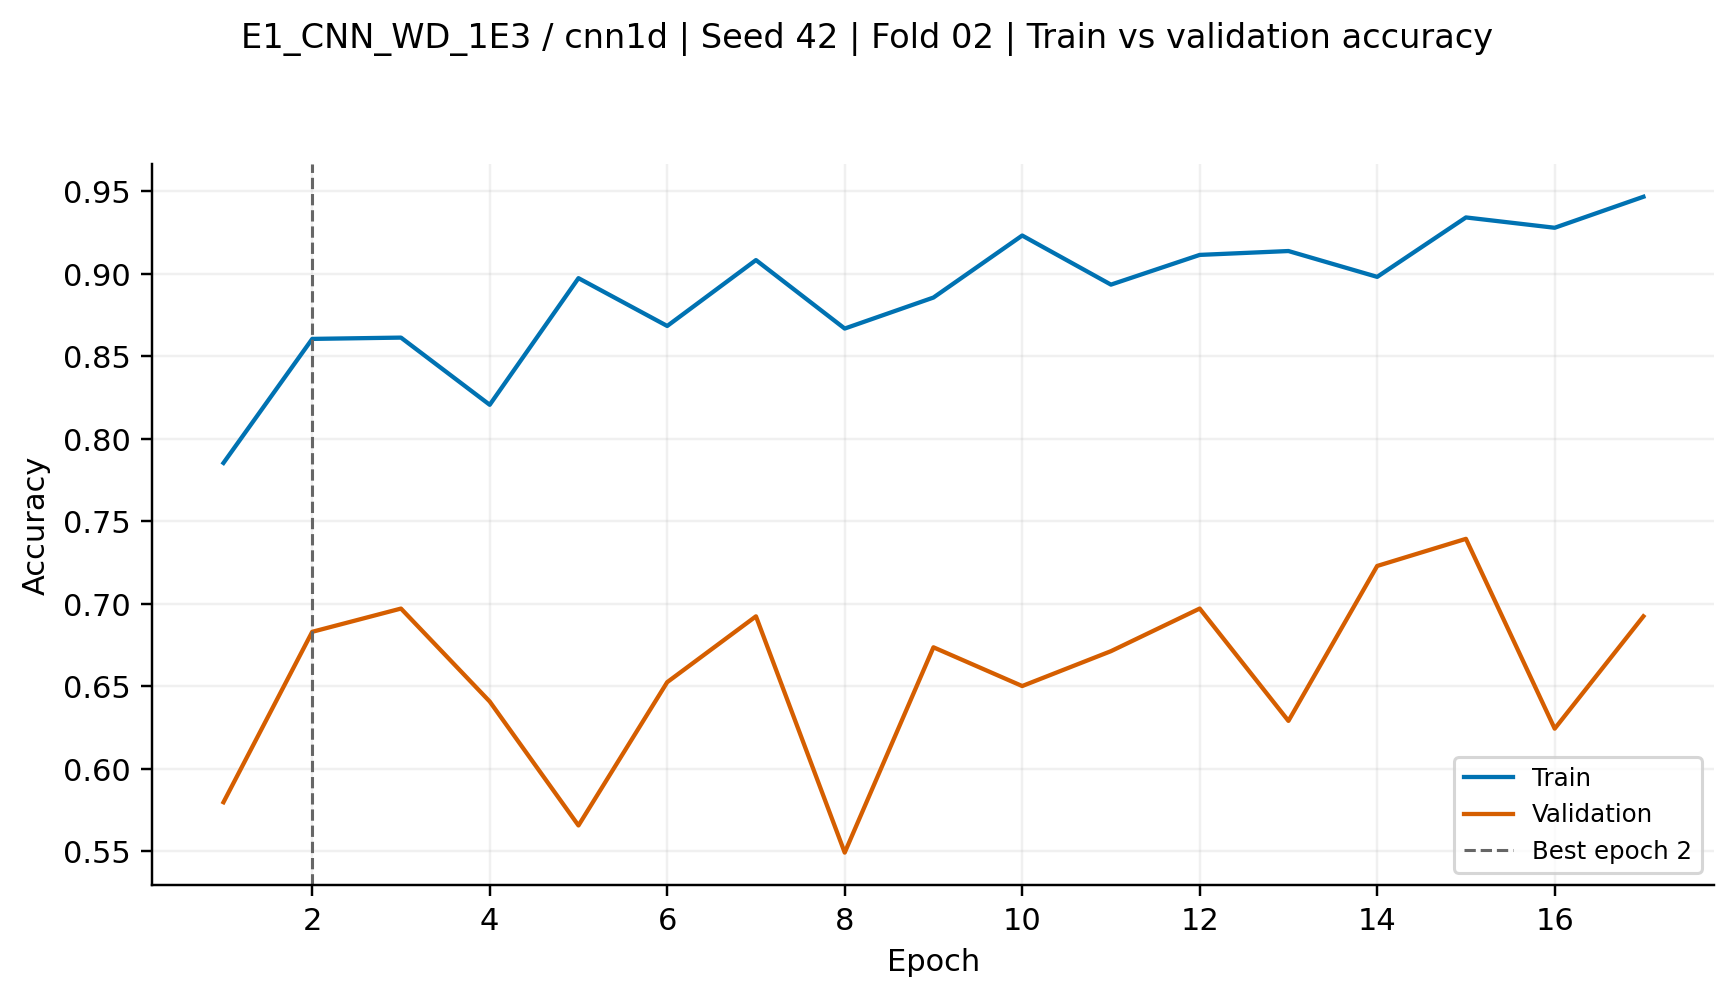 E1_CNN_WD_1E3 / cnn1d | Seed 42 | Fold 02 | Train vs validation accuracy
Accuracy
0.95
0.90
0.85
0.80
0.75
0.70
0.65
0.60
0.55
Train
Validation
Best epoch 2
2 4 6 8 10 12 14 16
Epoch